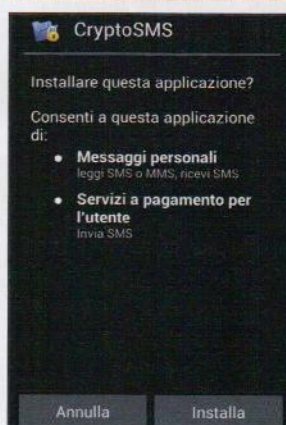 CryptoSMS
Installare questa applicazione?
Consenti a questa applicazione
di:
• Messaggi personali
leggi SMS o MMS, ricevi SMS
• Servizi a pagamento per
l'utente
Invia SMS
Annulla
Installa